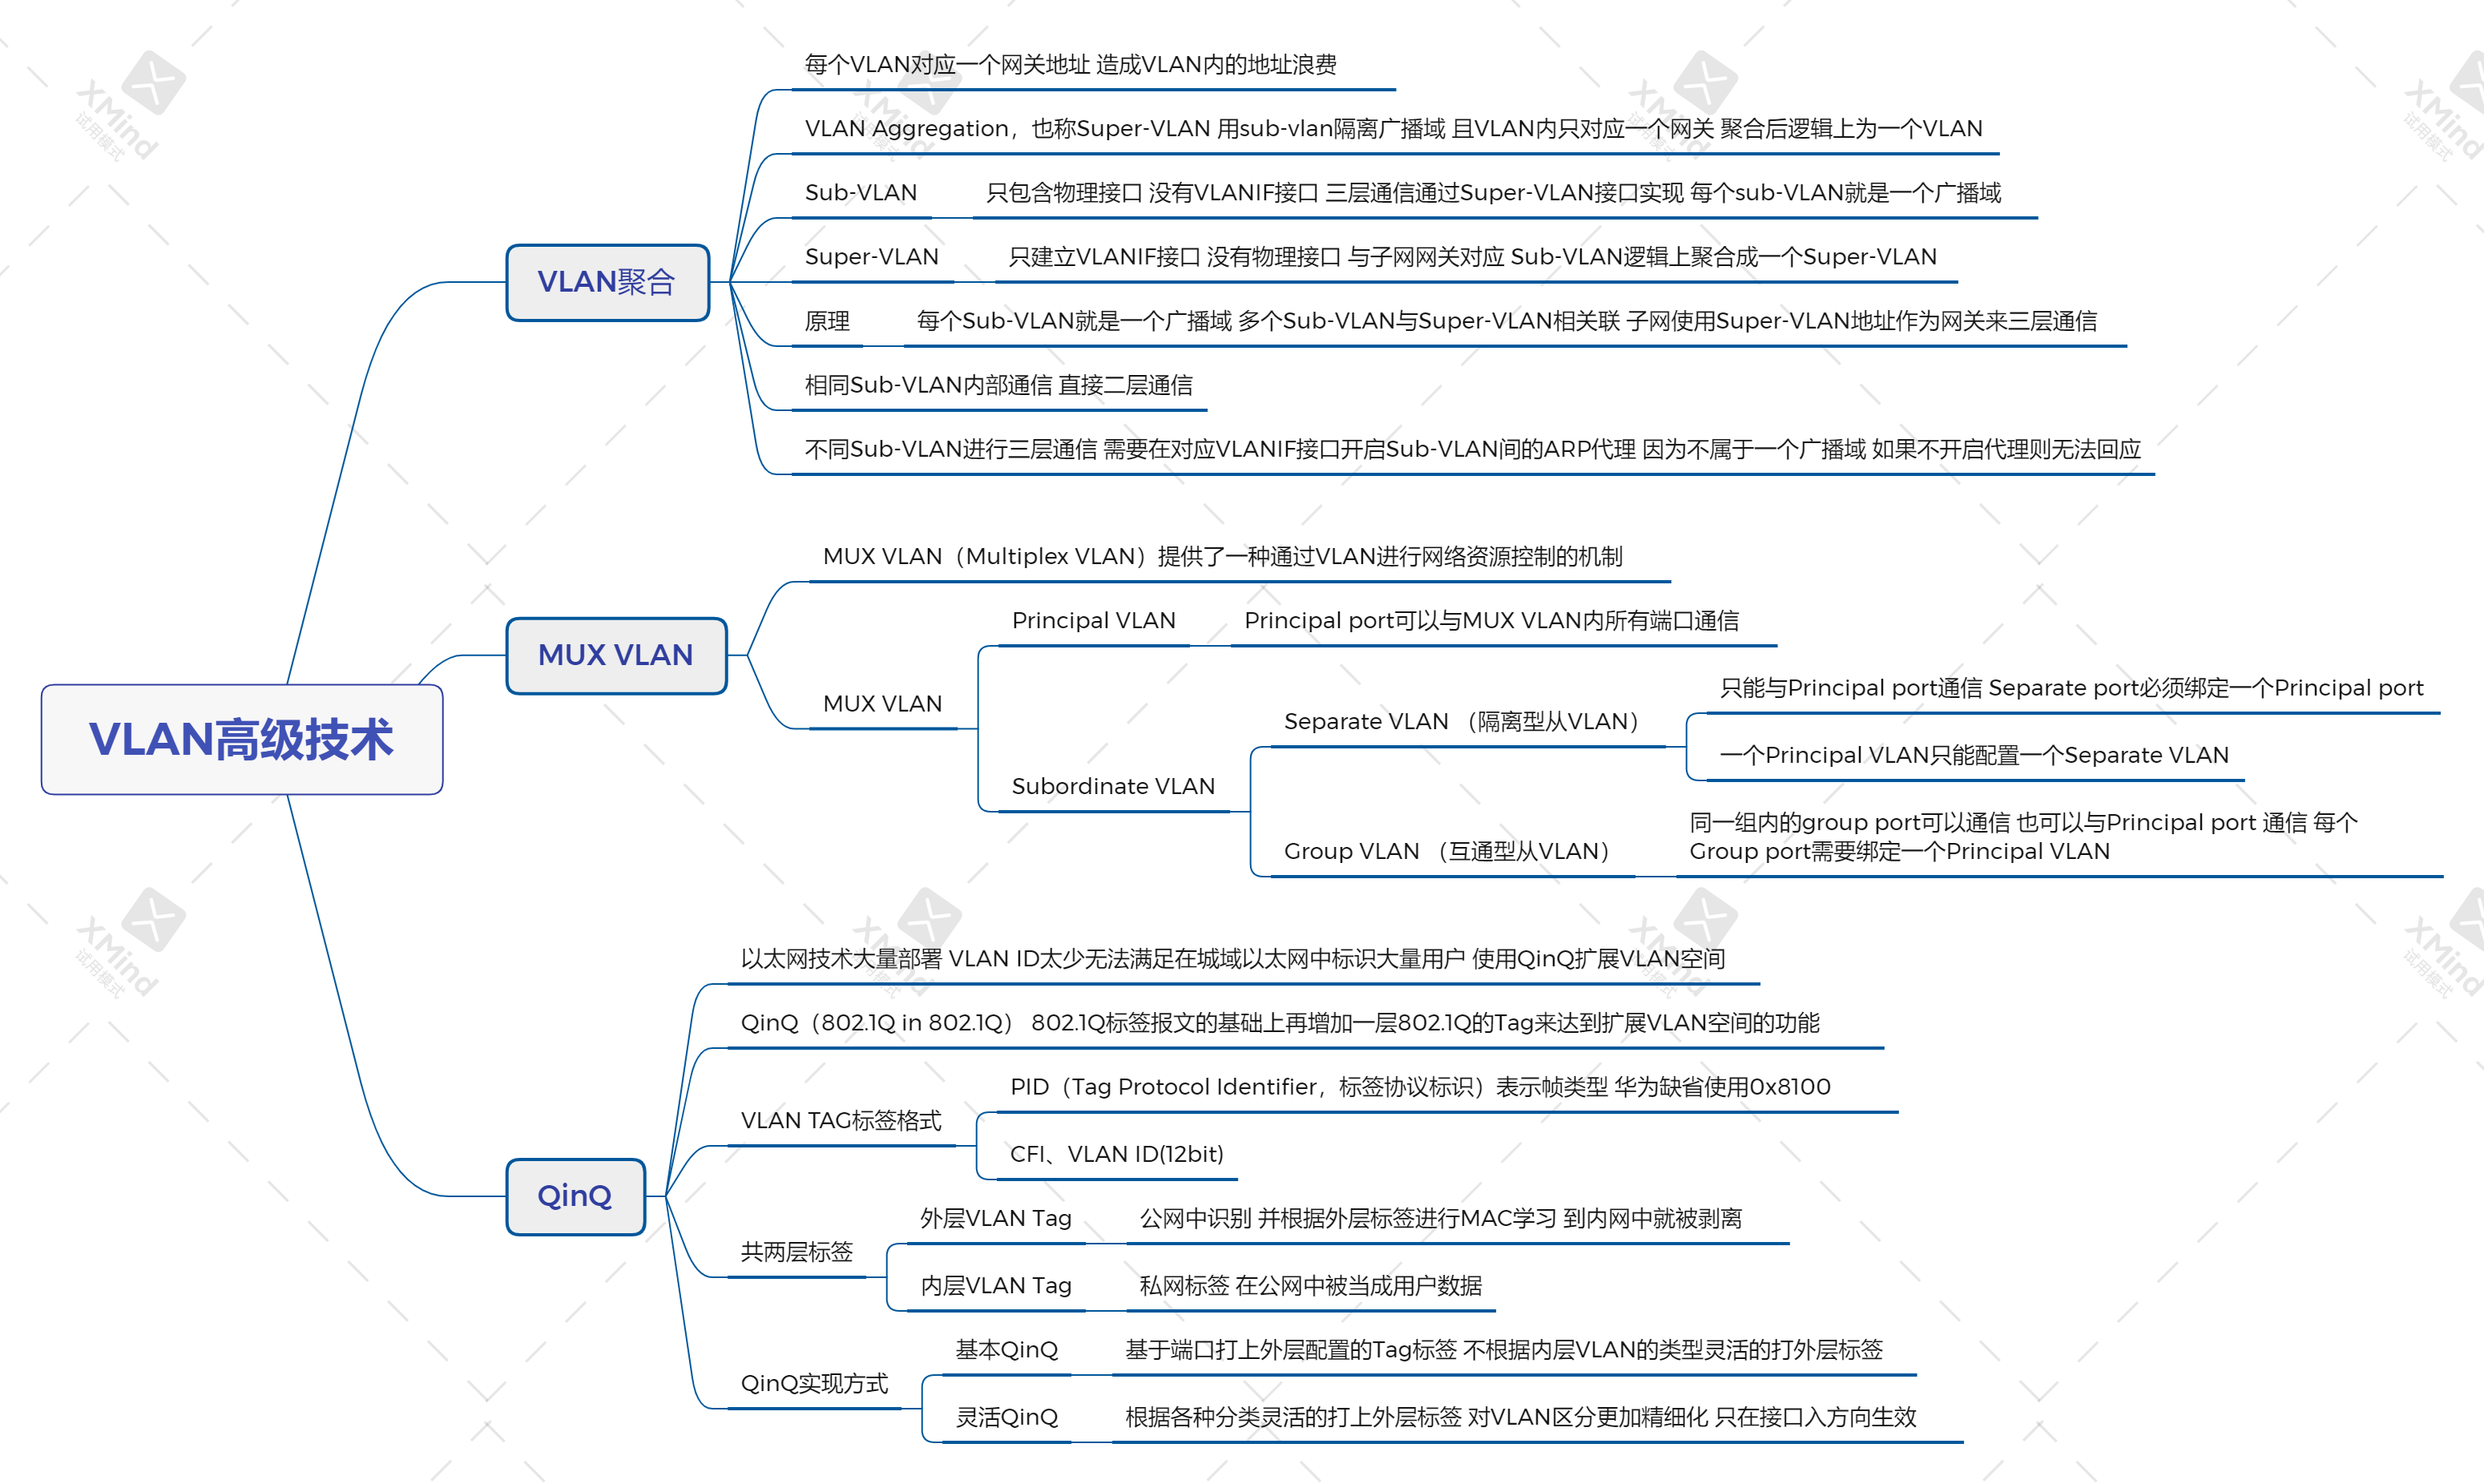 VLAN高级技术
VLAN聚合
每个VLAN对应一个网关地址 造成VLAN内的地址浪费
VLAN Aggregation，也称Super-VLAN 用sub-vlan隔离广播域 且VLAN内只对应一个网关 聚合后逻辑上为一个VLAN
Sub-VLAN
只包含物理接口 没有VLANIF接口 三层通信通过Super-VLAN接口实现 每个sub-VLAN就是一个广播域
Super-VLAN
只建立VLANIF接口 没有物理接口 与子网网关对应 Sub-VLAN逻辑上聚合成一个Super-VLAN
原理
每个Sub-VLAN就是一个广播域 多个Sub-VLAN与Super-VLAN相关联 子网使用Super-VLAN地址作为网关来三层通信
相同Sub-VLAN内部通信 直接二层通信
不同Sub-VLAN进行三层通信 需要在对应VLANIF接口开启Sub-VLAN间的ARP代理 因为不属于一个广播域 如果不开启代理则无法回应
MUX VLAN
MUX VLAN（Multiplex VLAN）提供了一种通过VLAN进行网络资源控制的机制
MUX VLAN
Principal VLAN
Principal port可以与MUX VLAN内所有端口通信
Subordinate VLAN
Separate VLAN （隔离型从VLAN）
只能与Principal port通信 Separate port必须绑定一个Principal port
一个Principal VLAN只能配置一个Separate VLAN
Group VLAN （互通型从VLAN）
同一组内的group port可以通信 也可以与Principal port 通信 每个
Group port需要绑定一个Principal VLAN
QinQ
以太网技术大量部署 VLAN ID太少无法满足在城域以太网中标识大量用户 使用QinQ扩展VLAN空间
QinQ（802.1Q in 802.1Q） 802.1Q标签报文的基础上再增加一层802.1Q的Tag来达到扩展VLAN空间的功能
VLAN TAG标签格式
PID（Tag Protocol Identifier，标签协议标识）表示帧类型 华为缺省使用0x8100
CFI、VLAN ID(12bit)
共两层标签
外层VLAN Tag
公网中识别 并根据外层标签进行MAC学习 到内网中就被剥离
内层VLAN Tag
私网标签 在公网中被当成用户数据
QinQ实现方式
基本QinQ
基于端口打上外层配置的Tag标签 不根据内层VLAN的类型灵活的打外层标签
灵活QinQ
根据各种分类灵活的打上外层标签 对VLAN区分更加精细化 只在接口入方向生效
XMind
试用模式
XMind
试用模式
XMind
试用模式
XMind
试用模式
XMind
试用模式
XMind
试用模式
XMind
试用模式
XMind
试用模式